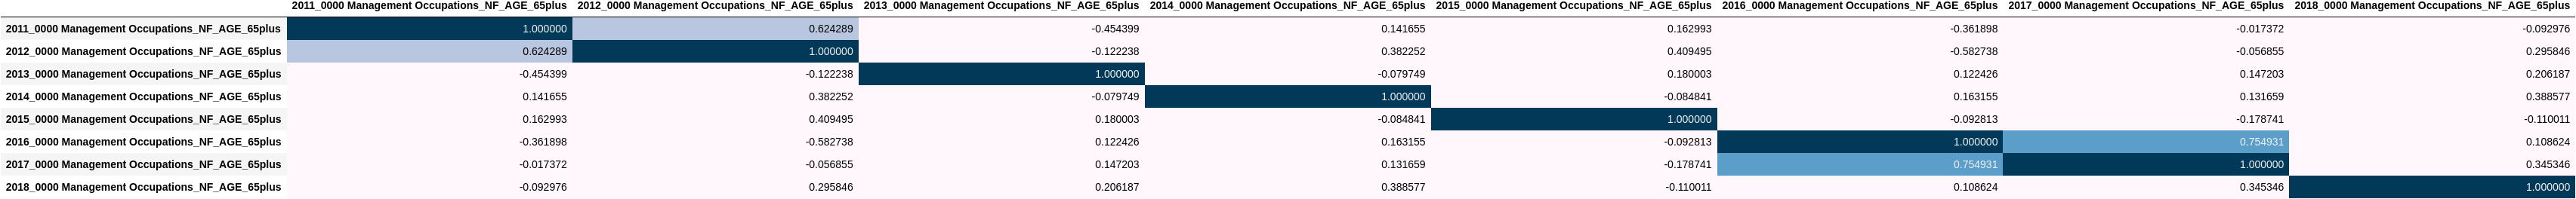 2011_0000 Management Occupations_NF_AGE_65plus 2012_0000 Management Occupations_NF_AGE_65plus 2013_0000 Management Occupations_NF_AGE_65plus 2014_0000 Management Occupations_NF_AGE_65plus 2015_0000 Management Occupations_NF_AGE_65plus 2016_0000 Management Occupations_NF_AGE_65plus 2017_0000 Management Occupations_NF_AGE_65plus 2018_0000 Management Occupations_NF_AGE_65plus
2011_0000 Management Occupations_NF_AGE_65plus 1.000000 0.624289 -0.454399 0.141655 0.162993 -0.361898 -0.017372 -0.092976
2012_0000 Management Occupations_NF_AGE_65plus 0.624289 1.000000 -0.122238 0.382252 0.409495 -0.582738 -0.056855 0.295846
2013_0000 Management Occupations_NF_AGE_65plus -0.454399 -0.122238 1.000000 -0.079749 0.180003 0.122426 0.147203 0.206187
2014_0000 Management Occupations_NF_AGE_65plus 0.141655 0.382252 -0.079749 1.000000 -0.084841 0.163155 0.131659 0.388577
2015_0000 Management Occupations_NF_AGE_65plus 0.162993 0.409495 0.180003 -0.084841 1.000000 -0.092813 -0.178741 -0.110011
2016_0000 Management Occupations_NF_AGE_65plus -0.361898 -0.582738 0.122426 0.163155 -0.092813 1.000000 0.754931 0.108624
2017_0000 Management Occupations_NF_AGE_65plus -0.017372 -0.056855 0.147203 0.131659 -0.178741 0.754931 1.000000 0.345346
2018_0000 Management Occupations_NF_AGE_65plus -0.092976 0.295846 0.206187 0.388577 -0.110011 0.108624 0.345346 1.000000